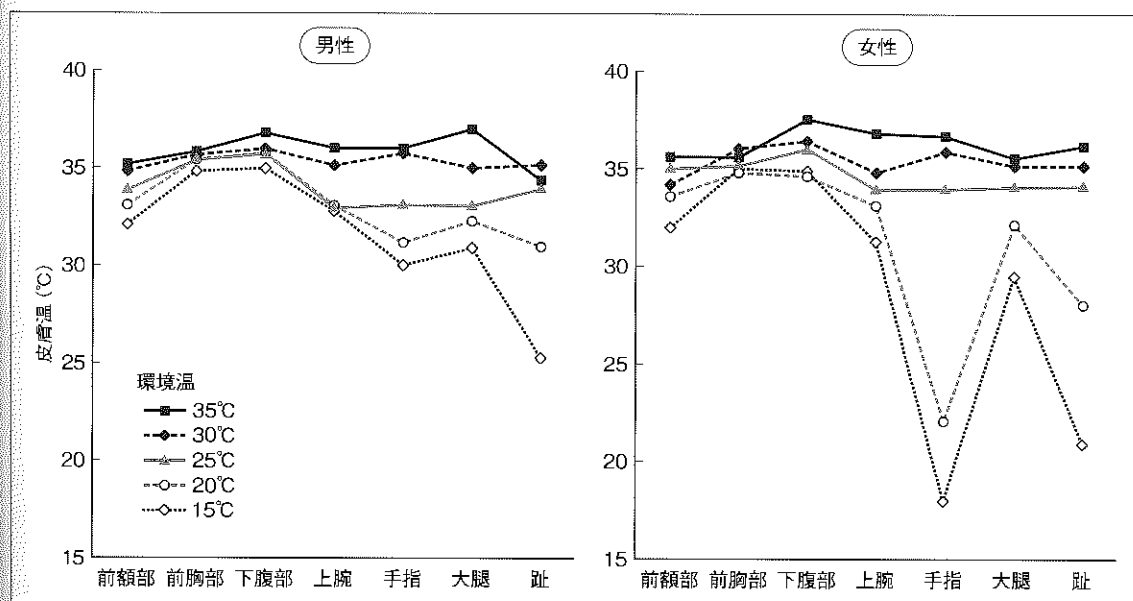 男性
女性
皮膚温(℃)
40
35
30
25
20
15
環境温
35℃
30℃
25℃
20℃
15℃
前額部 前胸部 下腹部 上腕 手指 大腿 趾
40
35
30
25
20
15
前額部 前胸部 下腹部 上腕 手指 大腿 趾